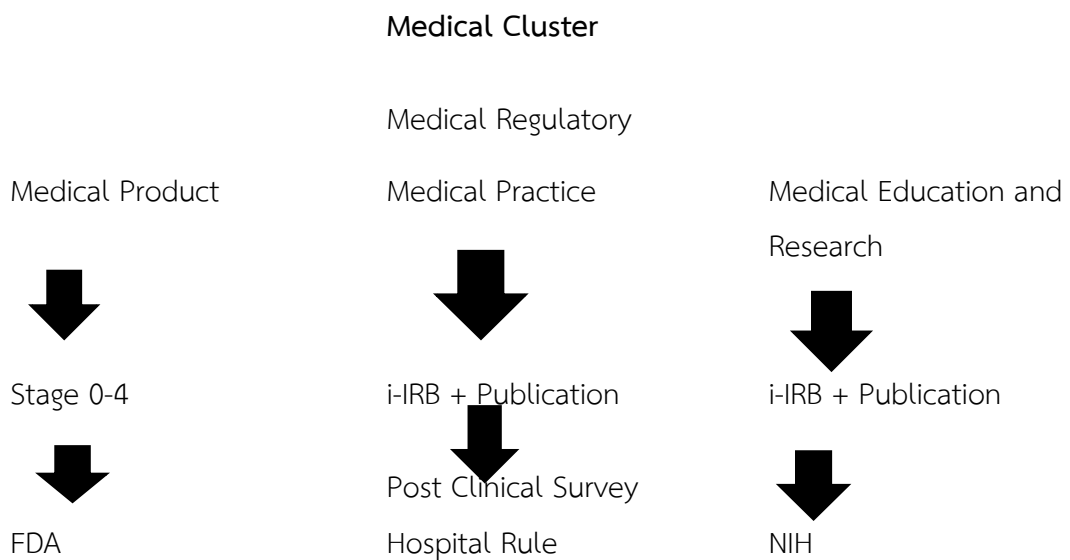 Medical Cluster
Medical Regulatory
Medical Product
Medical Practice
Medical Education and
Research
Stage 0-4
i-IRB + Publication
i-IRB + Publication
Post Clinical Survey
FDA
Hospital Rule
NIH